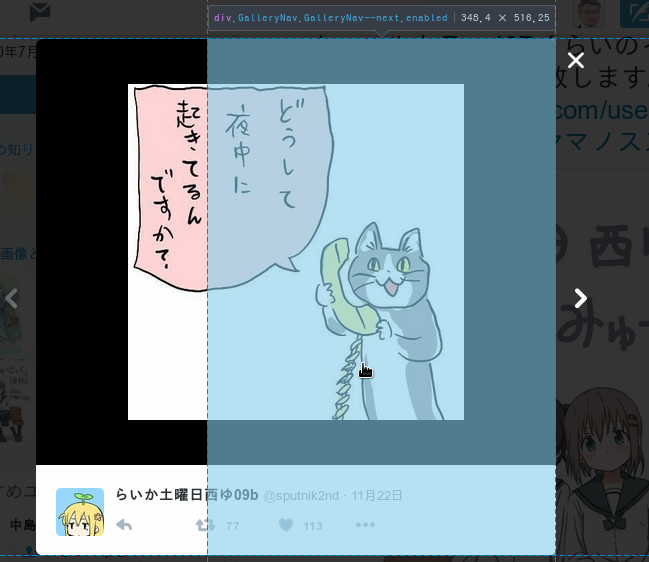 div.GalleryNav.GalleryNav--next.enabled | 348.4 × 516.25
0年7月
らいの
致します
com/use
マノス
の知り
画像と
西
みゅ
どうして
夜中に
起きてるん
ですかて
らいか土曜日西ゆ09b @sputnik2nd · 11月22日
77
113
中島